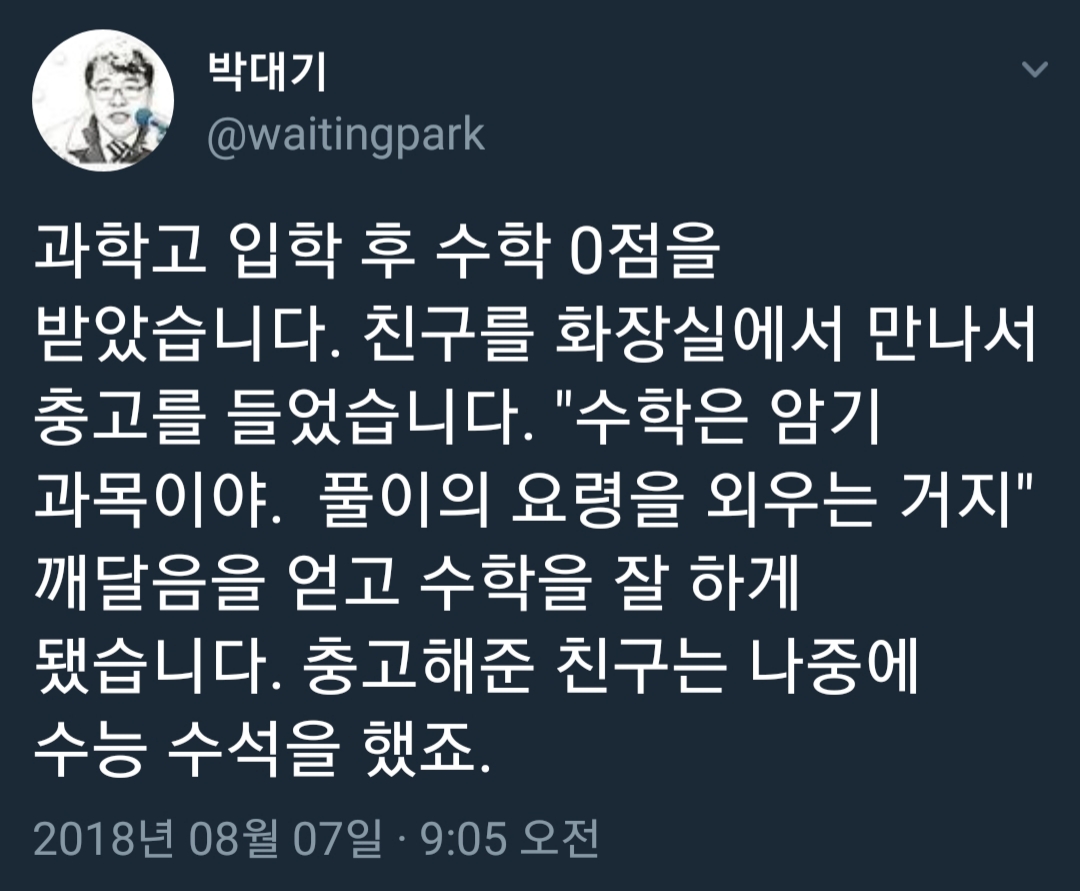 박대기
@waitingpark
과학고 입학 후 수학 0점을
받았습니다. 친구를 화장실에서 만나서
충고를 들었습니다. "수학은 암기
과목이야.  풀이의 요령을 외우는 거지"
깨달음을 얻고 수학을 잘 하게
됐습니다. 충고해준 친구는 나중에
수능 수석을 했죠.
2018년 08월 07일 · 9:05 오전